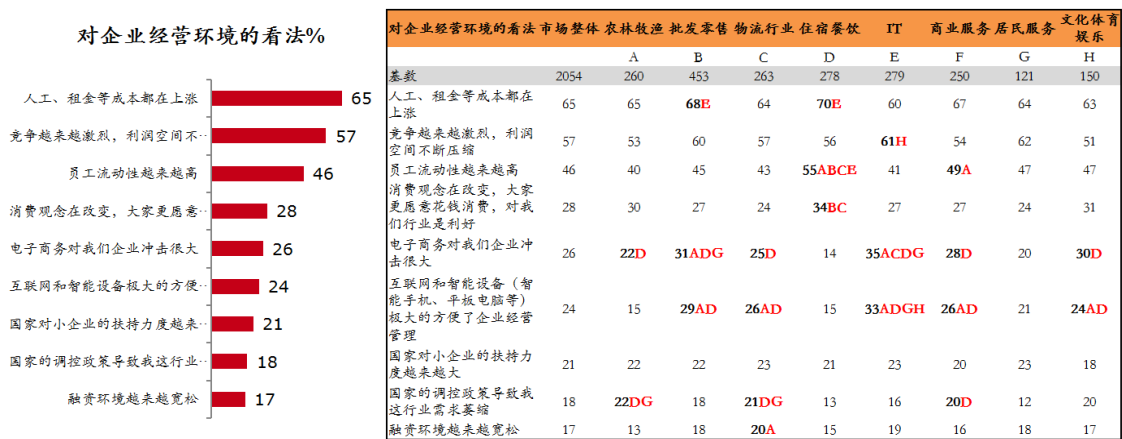 对企业经营环境的看法%
人工、租金等成本都在上涨 65
竞争越来越激烈，利润空间不… 57
员工流动性越来越高 46
消费观念在改变，大家更愿意… 28
电子商务对我们企业冲击很大 26
互联网和智能设备极大的方便… 24
国家对小企业的扶持力度越来… 21
国家的调控政策导致我这行业… 18
融资环境越来越宽松 17
对企业经营环境的看法 市场整体 农林牧渔 批发零售 物流行业 住宿餐饮 IT 商业服务 居民服务 文化体育
娱乐
A B C D E F G H
基数 2054 260 453 263 278 279 250 121 150
人工、租金等成本都在
上涨 65 65 68E 64 70E 60 67 64 63
竞争越来越激烈，利润
空间不断压缩 57 53 60 57 56 61H 54 62 51
员工流动性越来越高 46 40 45 43 55ABCE 41 49A 47 47
消费观念在改变，大家
更愿意花钱消费，对我
们行业是利好 28 30 27 24 34BC 27 27 24 31
电子商务对我们企业冲
击很大 26 22D 31ADG 25D 14 35ACDG 28D 20 30D
互联网和智能设备（智
能手机、平板电脑等）
极大的方便了企业经营
管理 24 15 29AD 26AD 15 33ADGH 26AD 21 24AD
国家对小企业的扶持力
度越来越大 21 22 22 23 21 23 20 23 18
国家的调控政策导致我
这行业需求萎缩 18 22DG 18 21DG 13 16 20D 12 20
融资环境越来越宽松 17 13 18 20A 15 19 16 18 17